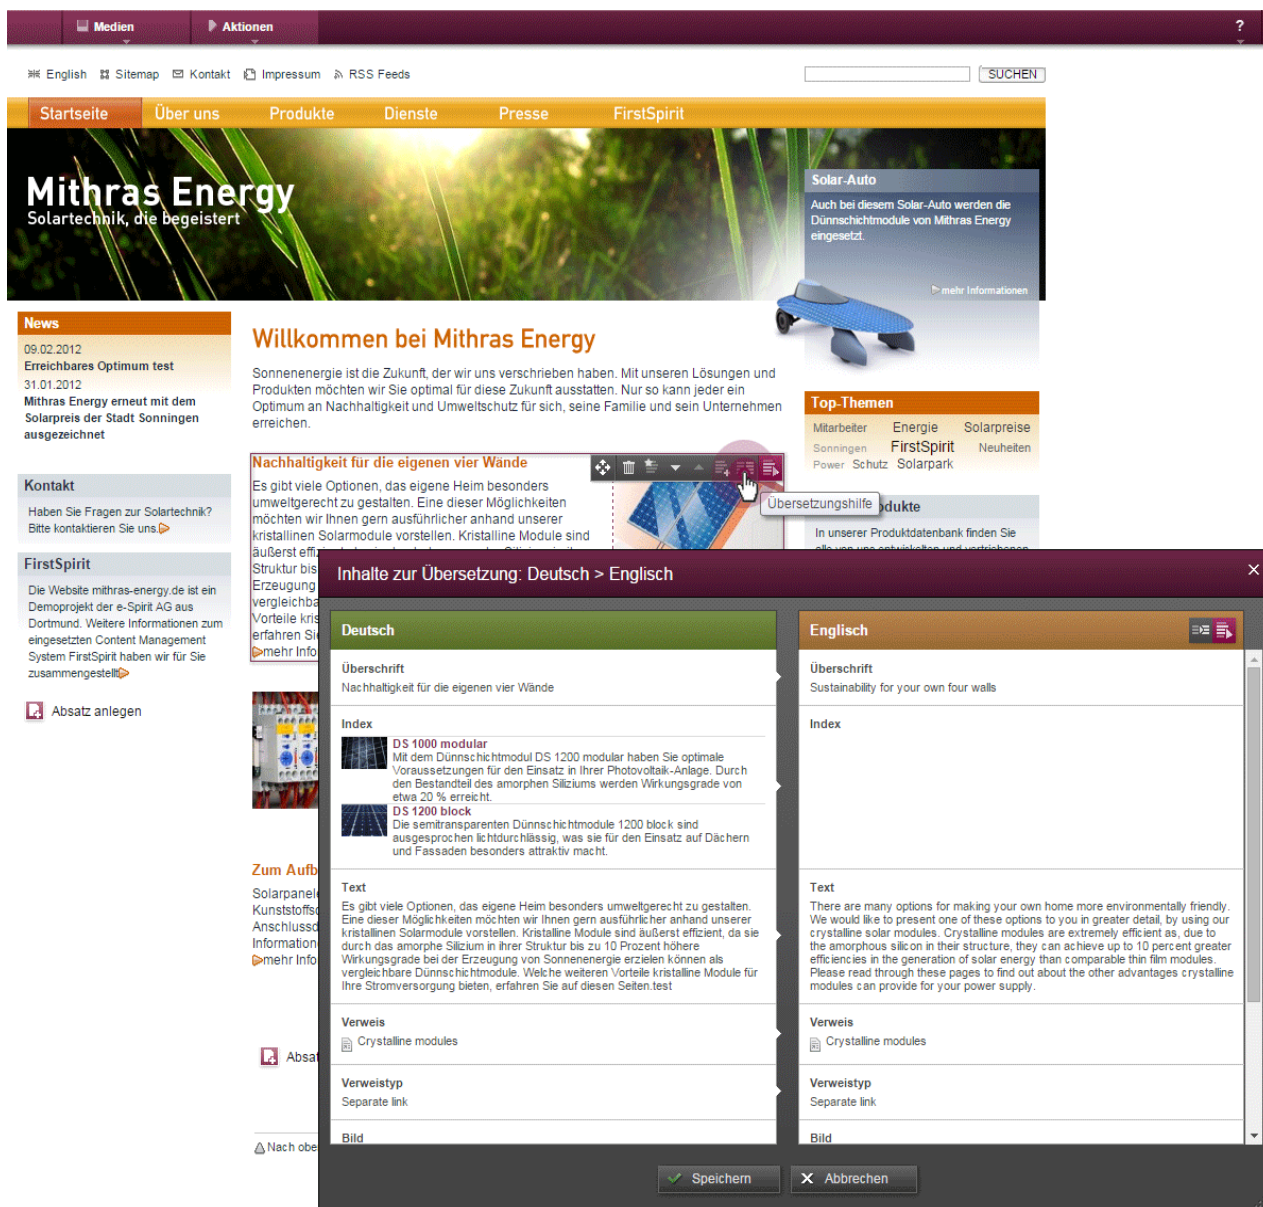 Medien
Aktionen
?
English
Sitemap
Kontakt
Impressum
RSS Feeds
SUCHEN
Startseite
Über uns
Produkte
Dienste
Presse
FirstSpirit
Mithras Energy
Solartechnik, die begeistert
Solar-Auto
Auch bei diesem Solar-Auto werden die
Dünnschichtmodule von Mithras Energy
eingesetzt.
mehr Informationen
News
09.02.2012
Erreichbares Optimum test
31.01.2012
Mithras Energy erneut mit dem
Solarpreis der Stadt Sonningen
ausgezeichnet
Kontakt
Haben Sie Fragen zur Solartechnik?
Bitte kontaktieren Sie uns.
FirstSpirit
Die Website mithras-energy.de ist ein
Demoprojekt der e-Spirit AG aus
Dortmund. Weitere Informationen zum
eingesetzten Content Management
System FirstSpirit haben wir für Sie
zusammengestellt
Absatz anlegen
Willkommen bei Mithras Energy
Sonnenenergie ist die Zukunft, der wir uns verschrieben haben. Mit unseren Lösungen und
Produkten möchten wir Sie optimal für diese Zukunft ausstatten. Nur so kann jeder ein
Optimum an Nachhaltigkeit und Umweltschutz für sich, seine Familie und sein Unternehmen
erreichen.
Nachhaltigkeit für die eigenen vier Wände
Es gibt viele Optionen, das eigene Heim besonders
umweltgerecht zu gestalten. Eine dieser Möglichkeiten
möchten wir Ihnen gern ausführlicher anhand unserer
kristallinen Solarmodule vorstellen. Kristalline Module sind
äußerst
Struktur bis
Erzeugung
Vorteile
erfahren
mehr
Übersetzungshilfe
Top-Themen
Mitarbeiter Energie Solarpreise
Sonningen FirstSpirit Neuheiten
Power Schutz Solarpark
In unserer Produktdatenbank finden Sie
alle von uns entwickelten und vertriebenen
Zum
Nach
Inhalte zur Übersetzung: Deutsch > Englisch
Deutsch
Überschrift
Nachhaltigkeit für die eigenen vier Wände
Index
DS 1000 modular
Mit dem Dünnschichtmodul DS 1200 modular haben Sie optimale
Voraussetzungen für den Einsatz in Ihrer Photovoltaik-Anlage. Durch
den Bestandteil des amorphen Siliziums werden Wirkungsgrade von
etwa 20 % erreicht.
DS 1200 block
Die semitransparenten Dünnschichtmodule 1200 block sind
ausgesprochen lichtdurchlässig, was sie für den Einsatz auf Dächern
und Fassaden besonders attraktiv macht.
Text
Es gibt viele Optionen, das eigene Heim besonders umweltgerecht zu gestalten.
Eine dieser Möglichkeiten möchten wir Ihnen gern ausführlicher anhand unserer
kristallinen Solarmodule vorstellen. Kristalline Module sind äußerst effizient, da sie
durch das amorphe Silizium in ihrer Struktur bis zu 10 Prozent höhere
Wirkungsgrade bei der Erzeugung von Sonnenenergie erzielen können als
vergleichbare Dünnschichtmodule. Welche weiteren Vorteile kristalline Module für
Ihre Stromversorgung bieten, erfahren Sie auf diesen Seiten.test
Verweis
Crystalline modules
Verweistyp
Separate link
Bild
Englisch
Überschrift
Sustainability for your own four walls
Index
Text
There are many options for making your own home more environmentally friendly.
We would like to present one of these options to you in greater detail, by using our
crystalline solar modules. Crystalline modules are extremely efficient as, due to
the amorphous silicon in their structure, they can achieve up to 10 percent greater
efficiencies in the generation of solar energy than comparable thin film modules.
Please read through these pages to find out about the other advantages crystalline
modules can provide for your power supply.
Verweis
Crystalline modules
Verweistyp
Separate link
Bild
Speichern
Abbrechen